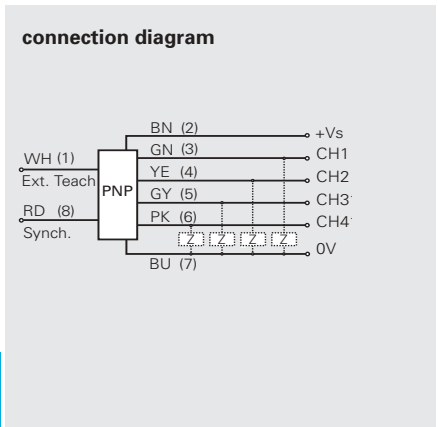 connection diagram
BN (2)
+Vs
GN (3)
CH1
WH (1)
YE (4)
CH2
Ext. Teach
PNP
GY (5)
CH3
RD (8)
PK (6)
CH4
Synch.
Z Z Z Z
0V
BU (7)